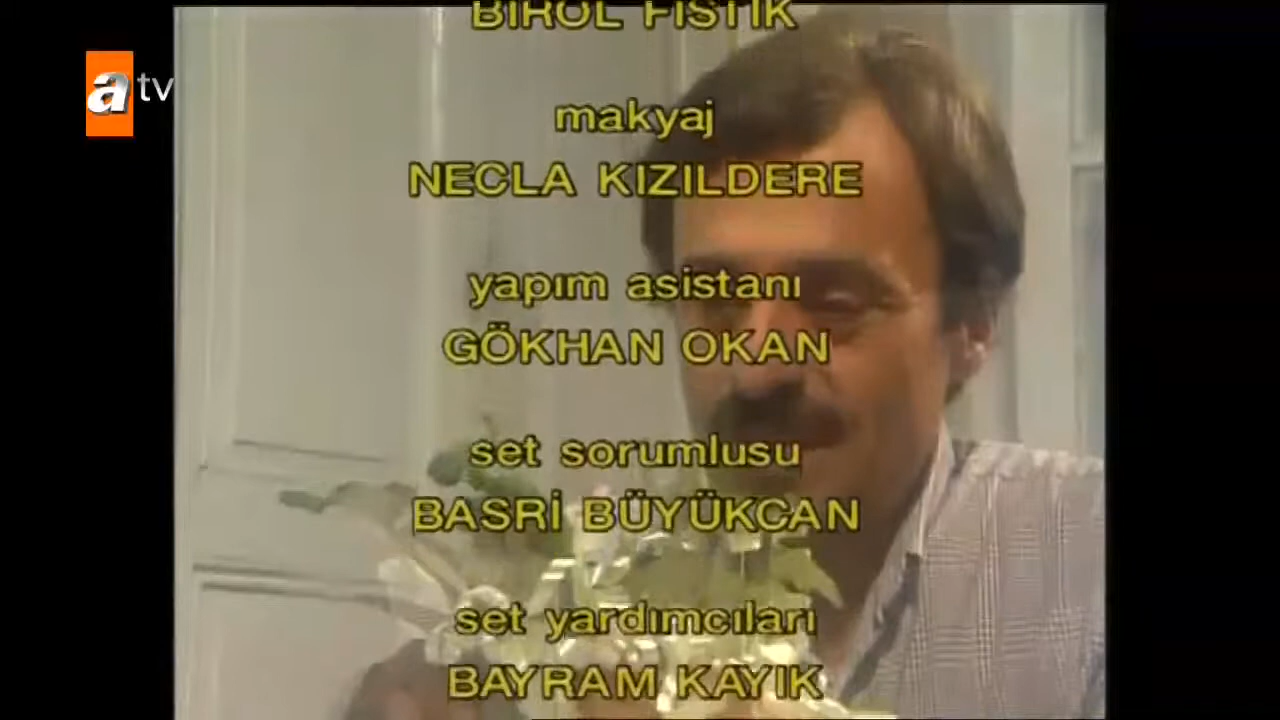 BİROL FISTIK
atv
makyaj
NECLA KIZILDERE
yapım asistanı
GÖKHAN OKAN
set sorumlusu
BASRİ BÜYÜKCAN
set yardımcıları
BAYRAM KAYIK